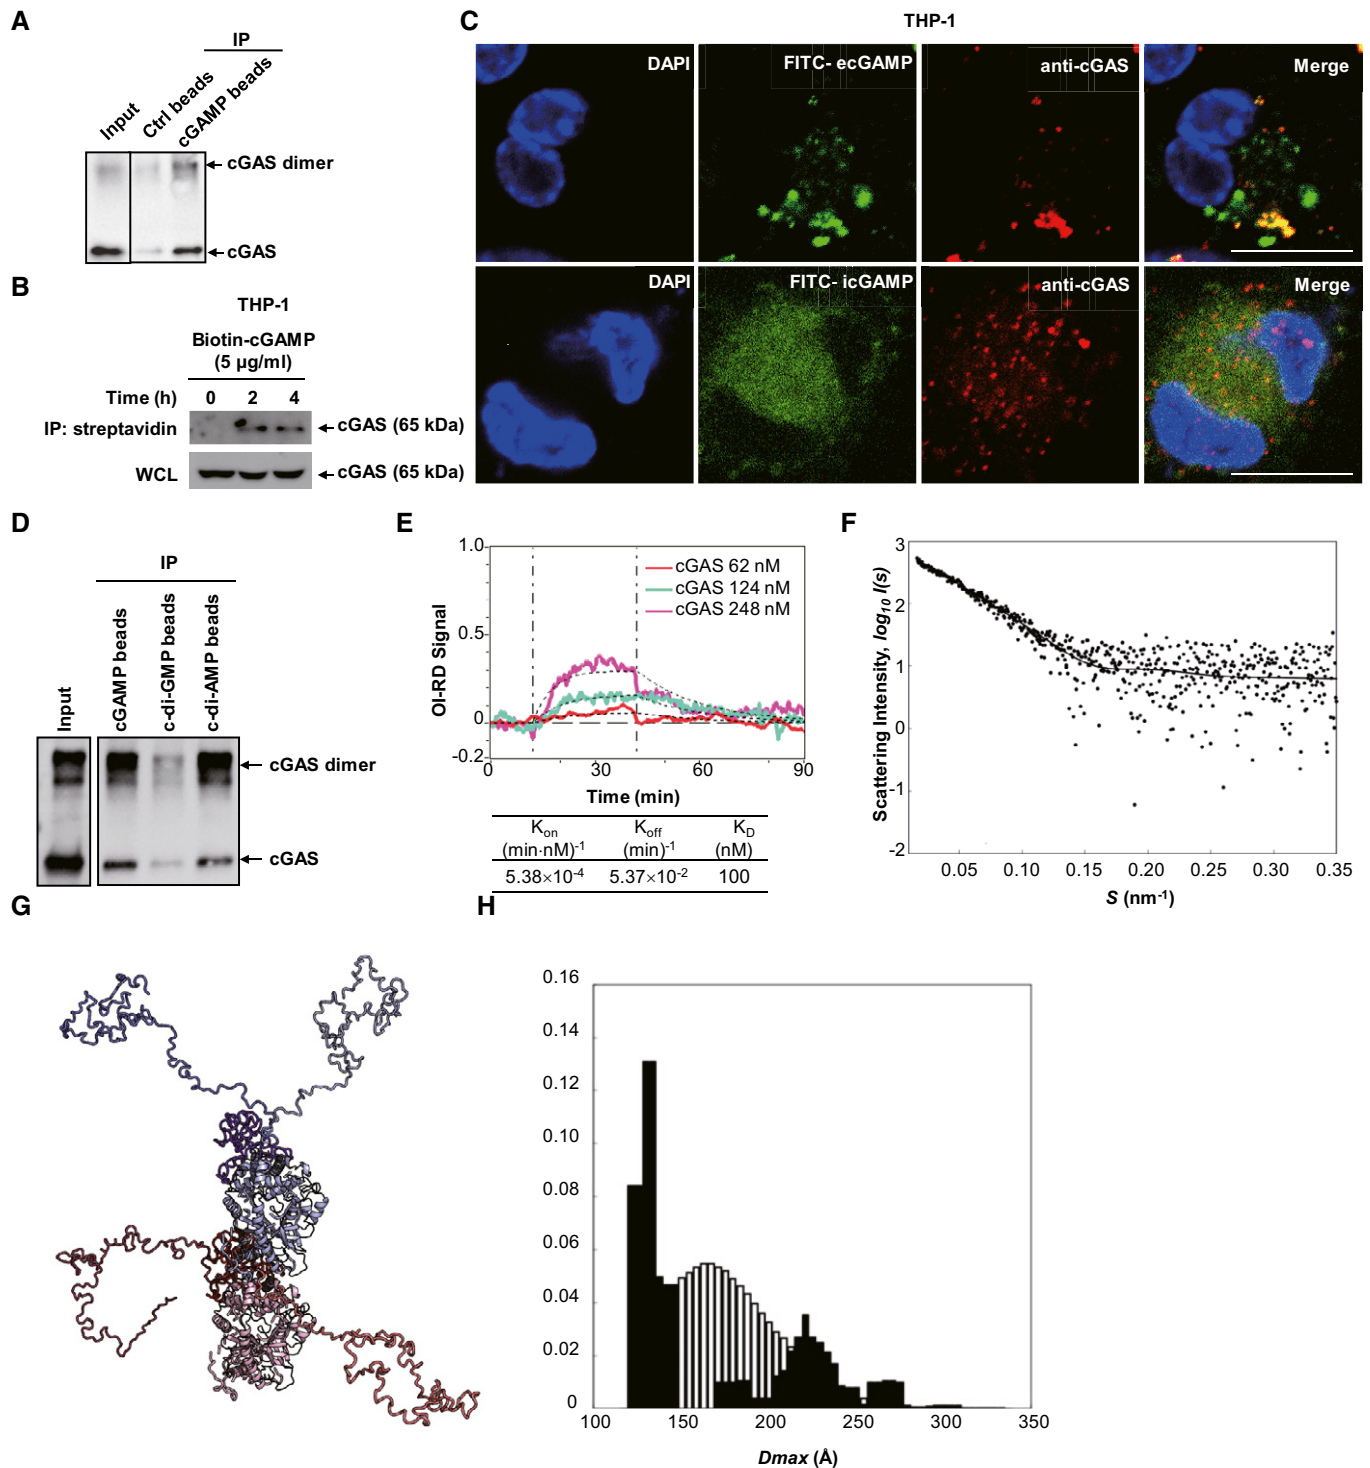 A
IP
Input
Ctrl beads
cGAMP beads
cGAS dimer
cGAS
B
THP-1
Biotin-cGAMP
(5 µg/ml)
Time (h) 0 2 4
IP: streptavidin
cGAS (65 kDa)
WCL
cGAS (65 kDa)
C
THP-1
DAPI
FITC- ecGAMP
anti-cGAS
Merge
DAPI
FITC- icGAMP
anti-cGAS
Merge
D
IP
Input
cGAMP beads
c-di-GMP beads
c-di-AMP beads
cGAS dimer
cGAS
E
OI-RD Signal
1.0
0.5
0
-0.2
cGAS 62 nM
cGAS 124 nM
cGAS 248 nM
0 30 60 90
Time (min)
Kon Koff KD
(min·nM)-1 (min)-1 (nM)
5.38×10-4 5.37×10-2 100
F
Scattering Intensity, log10 I(s)
3
2
1
0
-1
-2
0.05 0.10 0.15 0.20 0.25 0.30 0.35
S (nm-1)
G
H
0.16
0.14
0.12
0.10
0.08
0.06
0.04
0.02
0
100 150 200 250 300 350
Dmax (Å)